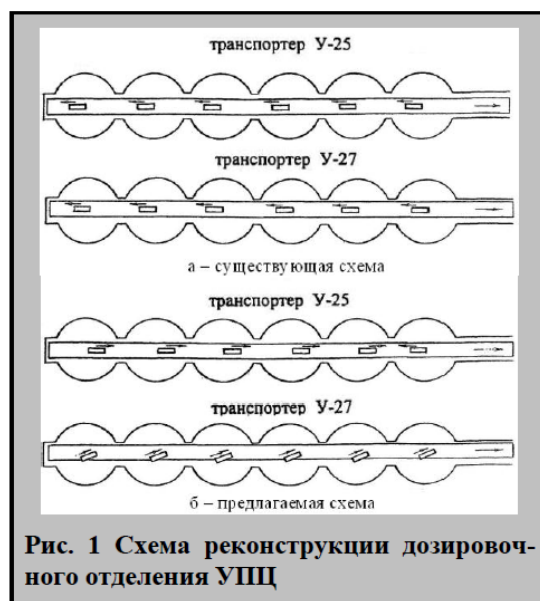 транспортер У-25
транспортер У-27
а – существующая схема
транспортер У-25
транспортер У-27
б – предлагаемая схема
Рис. 1 Схема реконструкции дозировоч-
ного отделения УПЦ